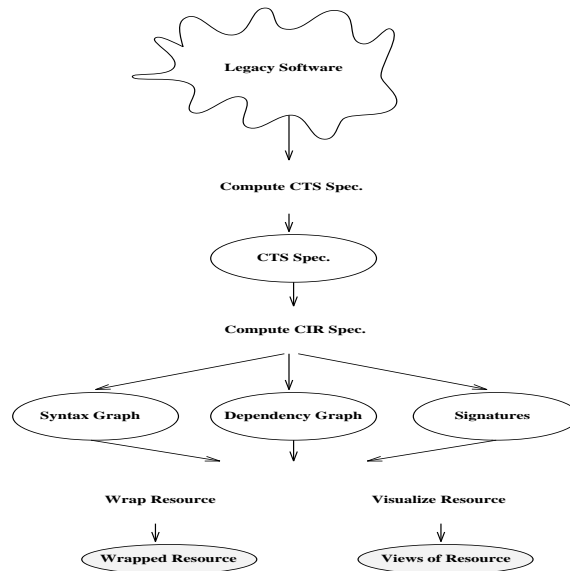 Legacy Software
Compute CTS Spec.
CTS Spec.
Compute CIR Spec.
Syntax Graph
Dependency Graph
Signatures
Wrap Resource
Visualize Resource
Wrapped Resource
Views of Resource